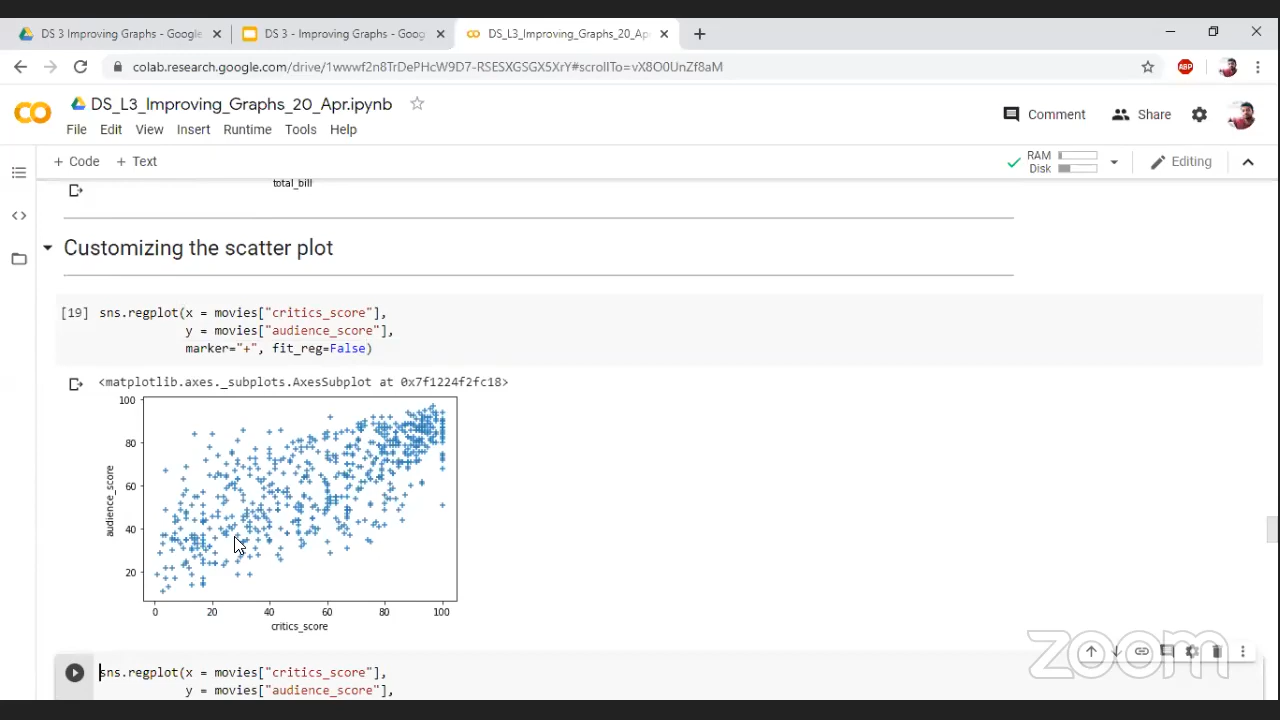 DS 3 Improving Graphs - Google
DS 3 - Improving Graphs - Goog
DS_L3_Improving_Graphs_20_Ap
colab.research.google.com/drive/1wwwf2n8TrDePHcW9D7-RSESXGSGX5XrY#scrollTo=vX8O0UnZf8aM
ABP
CO
DS_L3_Improving_Graphs_20_Apr.ipynb
File Edit View Insert Runtime Tools Help
Comment
Share
+ Code + Text
RAM
Disk
Editing
total_bill
Customizing the scatter plot
[19] sns.regplot(x = movies["critics_score"],
y = movies["audience_score"],
marker="+", fit_reg=False)
<matplotlib.axes._subplots.AxesSubplot at 0x7f1224f2fc18>
100
80
60
40
20
audience_score
0 20 40 60 80 100
critics_score
zoom
sns.regplot(x = movies["critics_score"],
y = movies["audience_score"],